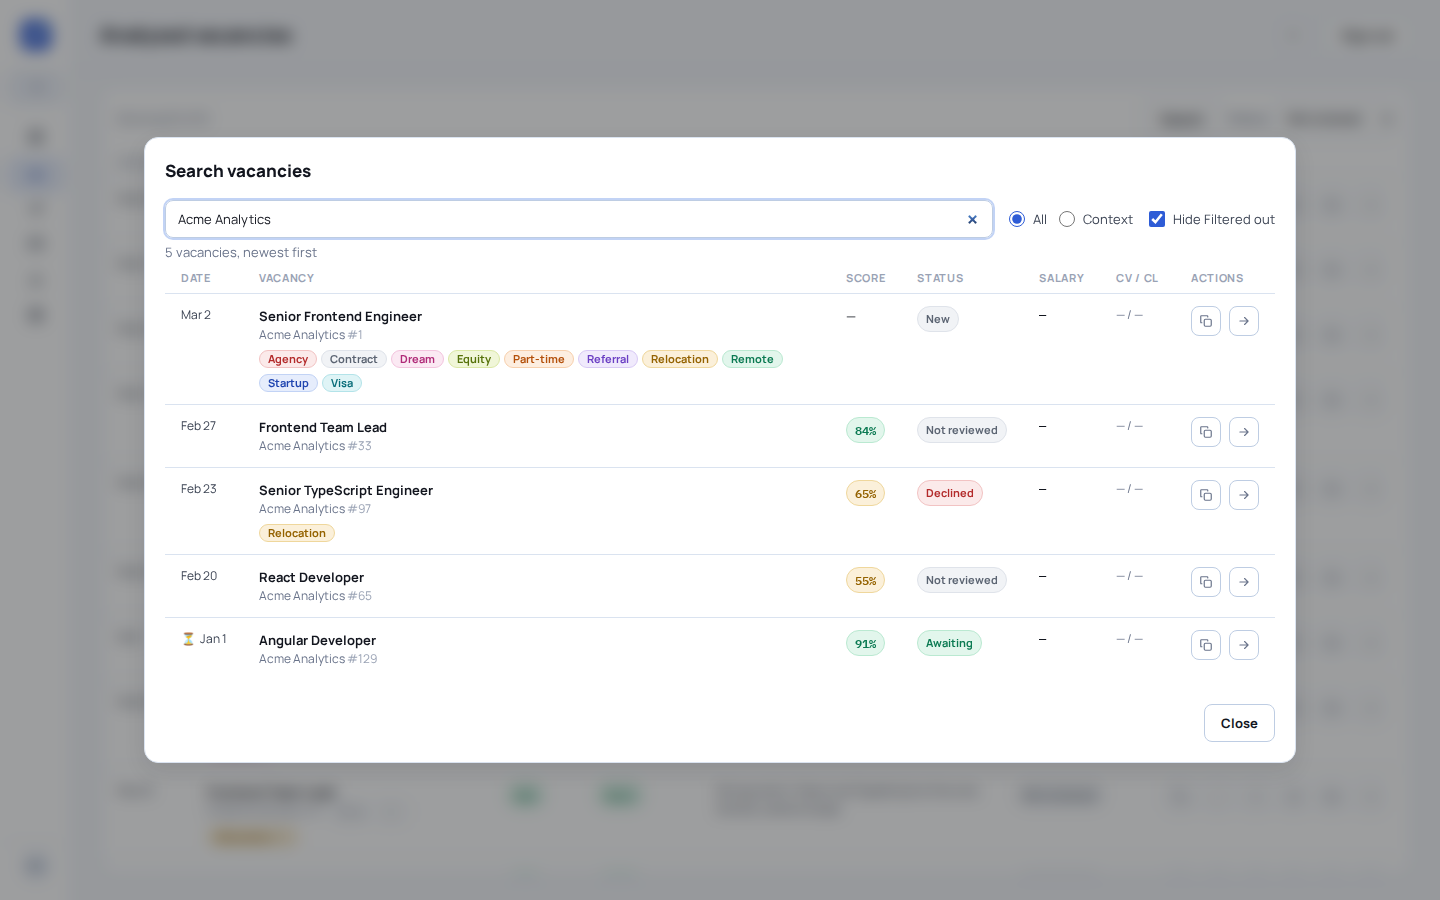 Search vacancies
Acme Analytics
All
Context
Hide Filtered out
5 vacancies, newest first
DATE VACANCY SCORE STATUS SALARY CV / CL ACTIONS
Mar 2 Senior Frontend Engineer — New – — / —
Acme Analytics #1
Agency Contract Dream Equity Part-time Referral Relocation Remote
Startup Visa
Feb 27 Frontend Team Lead 84% Not reviewed – — / —
Acme Analytics #33
Feb 23 Senior TypeScript Engineer 65% Declined – — / —
Acme Analytics #97
Relocation
Feb 20 React Developer 55% Not reviewed – — / —
Acme Analytics #65
⏳ Jan 1 Angular Developer 91% Awaiting – — / —
Acme Analytics #129
Close